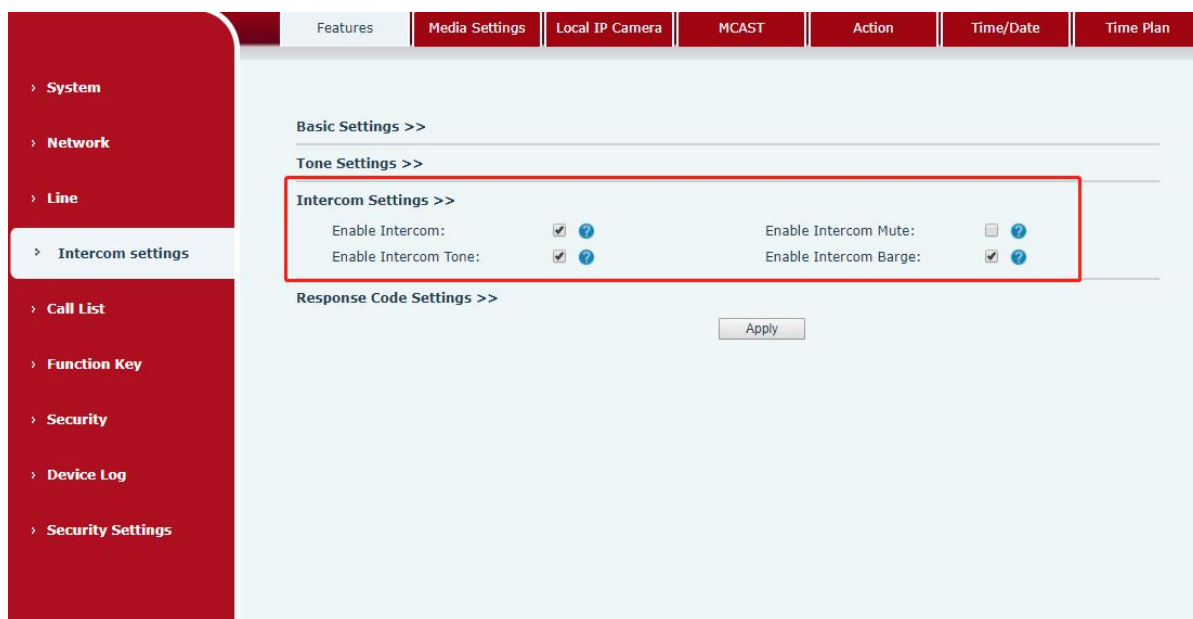 Features Media Settings Local IP Camera MCAST Action Time/Date Time Plan
› System
› Network
› Line
› Intercom settings
› Call List
› Function Key
› Security
› Device Log
› Security Settings
Basic Settings >>
Tone Settings >>
Intercom Settings >>
Enable Intercom: ? Enable Intercom Mute: ?
Enable Intercom Tone: ? Enable Intercom Barge: ?
Response Code Settings >>
Apply